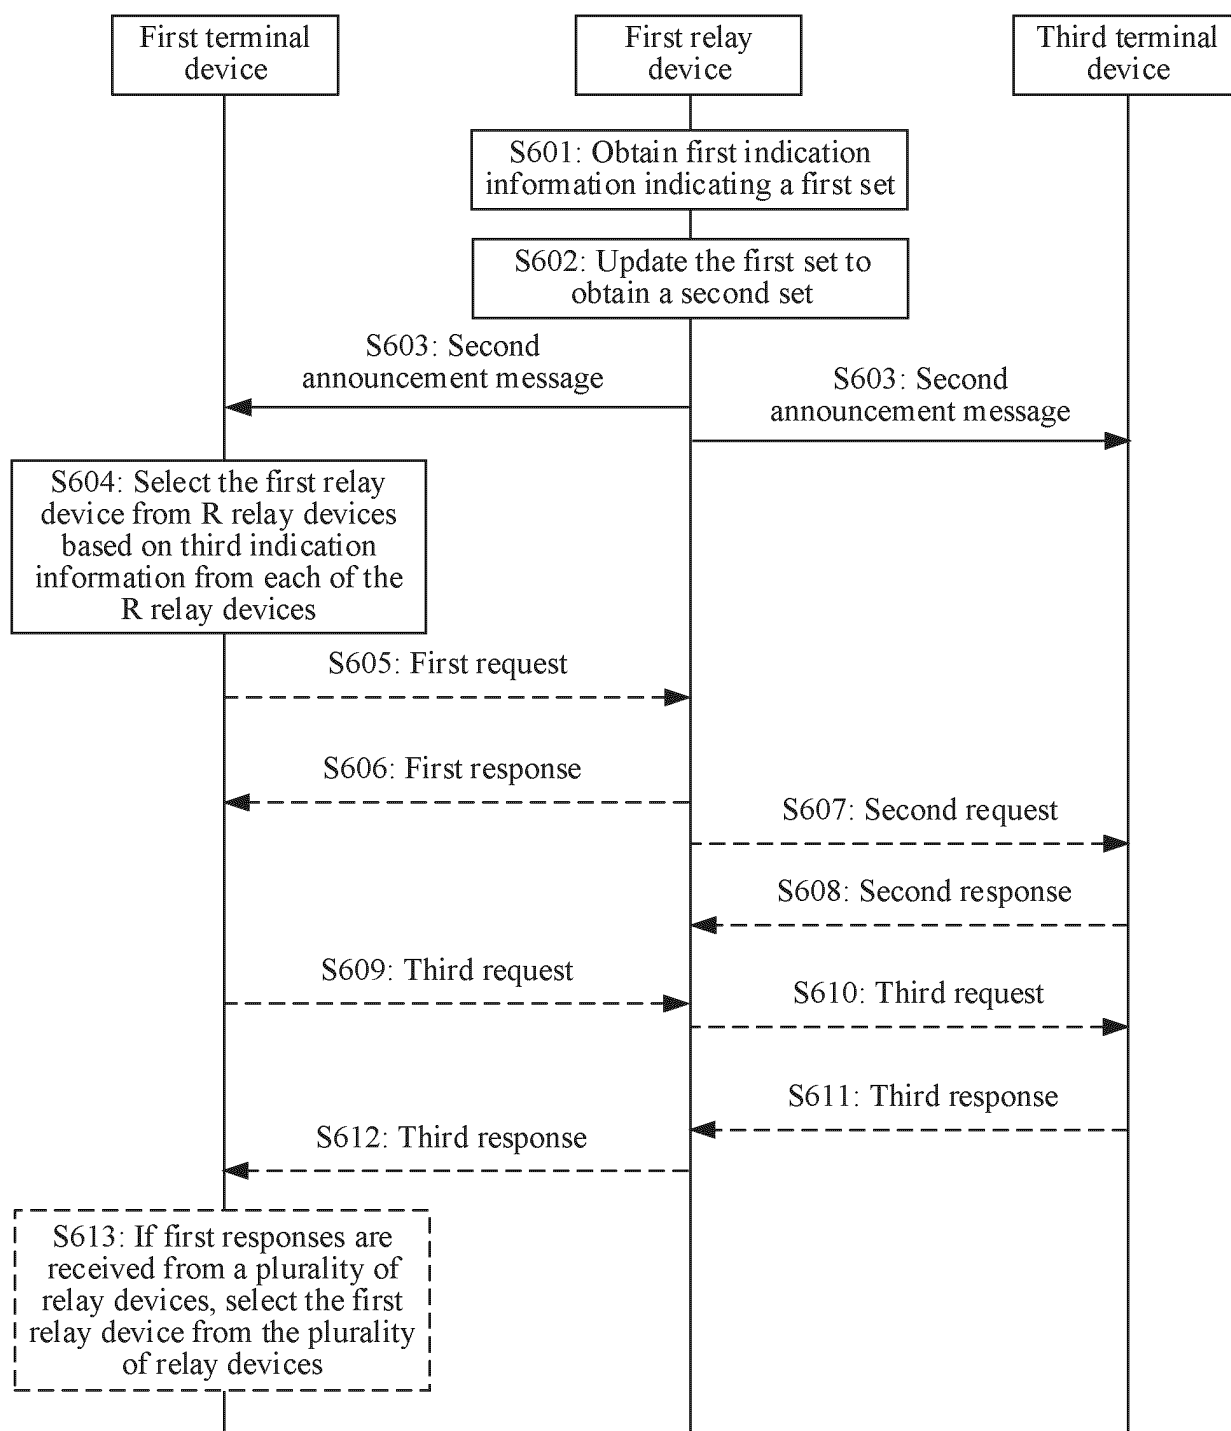 First terminal
device
First relay
device
Third terminal
device
S601: Obtain first indication
information indicating a first set
S602: Update the first set to
obtain a second set
S603: Second
announcement message
S603: Second
announcement message
S604: Select the first relay
device from R relay devices
based on third indication
information from each of the
R relay devices
S605: First request
S606: First response
S607: Second request
S608: Second response
S609: Third request
S610: Third request
S611: Third response
S612: Third response
S613: If first responses are
received from a plurality of
relay devices, select the first
relay device from the plurality
of relay devices